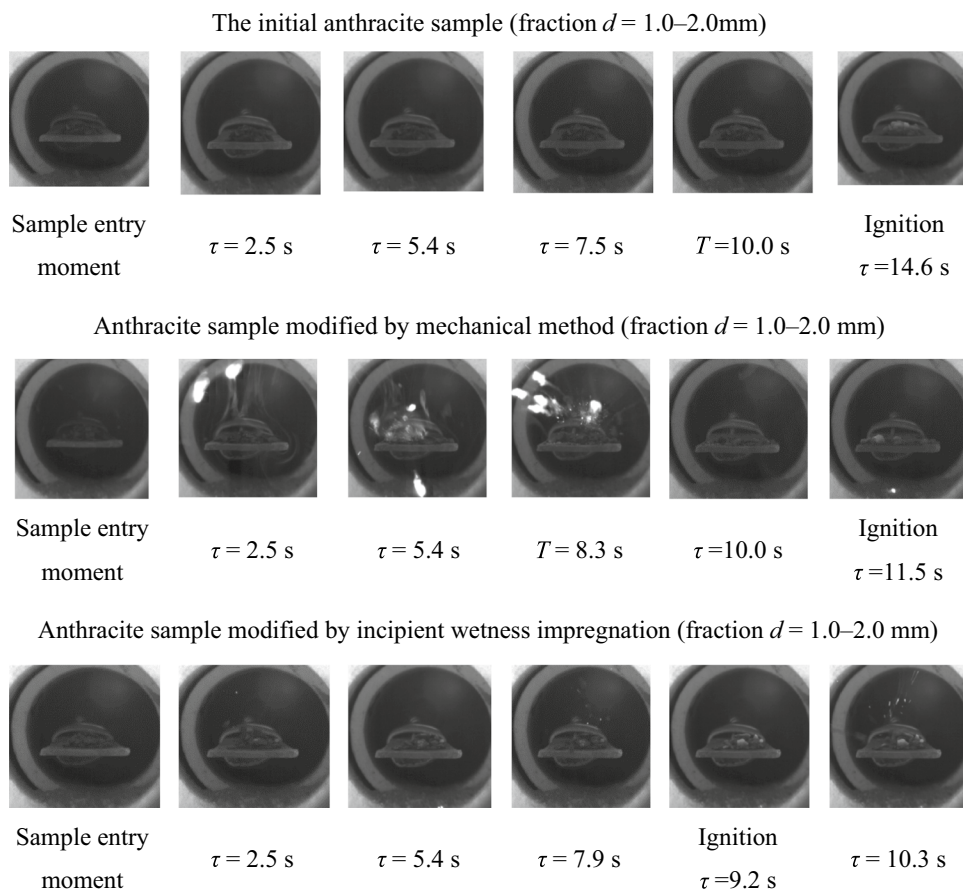 The initial anthracite sample (fraction d = 1.0–2.0mm)
Sample entry moment
τ = 2.5 s
τ = 5.4 s
τ = 7.5 s
T =10.0 s
Ignition
τ =14.6 s
Anthracite sample modified by mechanical method (fraction d = 1.0–2.0 mm)
Sample entry moment
τ = 2.5 s
τ = 5.4 s
T = 8.3 s
τ =10.0 s
Ignition
τ =11.5 s
Anthracite sample modified by incipient wetness impregnation (fraction d = 1.0–2.0 mm)
Sample entry moment
τ = 2.5 s
τ = 5.4 s
τ = 7.9 s
Ignition
τ =9.2 s
τ = 10.3 s